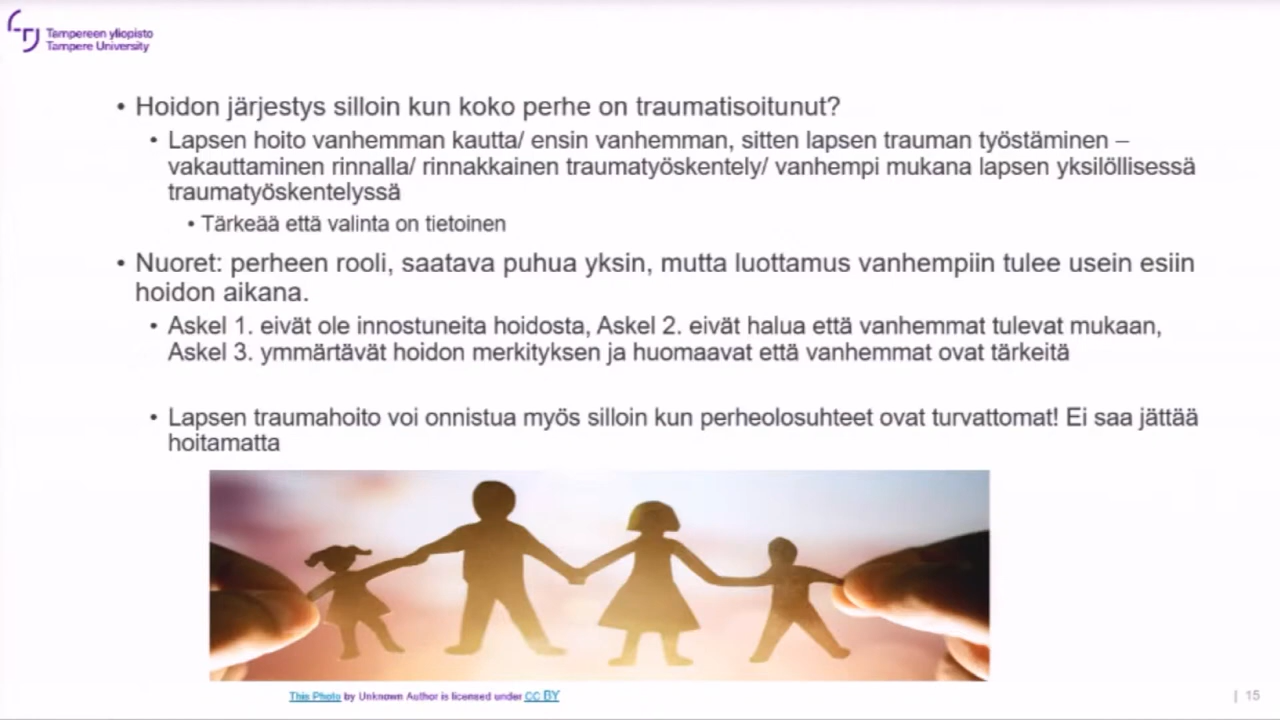 Tampereen yliopisto
Tampere University
• Hoidon järjestys silloin kun koko perhe on traumatisoitunut?
• Lapsen hoito vanhemman kautta/ ensin vanhemman, sitten lapsen trauman työstäminen –
vakauttaminen rinnalla/ rinnakkainen traumatyöskentely/ vanhempi mukana lapsen yksilöllisessä
traumatyöskentelyssä
• Tärkeää että valinta on tietoinen
• Nuoret: perheen rooli, saatava puhua yksin, mutta luottamus vanhempiin tulee usein esiin
hoidon aikana.
• Askel 1. eivät ole innostuneita hoidosta, Askel 2. eivät halua että vanhemmat tulevat mukaan,
Askel 3. ymmärtävät hoidon merkityksen ja huomaavat että vanhemmat ovat tärkeitä
• Lapsen traumahoito voi onnistua myös silloin kun perheolosuhteet ovat turvattomat! Ei saa jättää
hoitamatta
This Photo by Unknown Author is licensed under CC BY
| 15